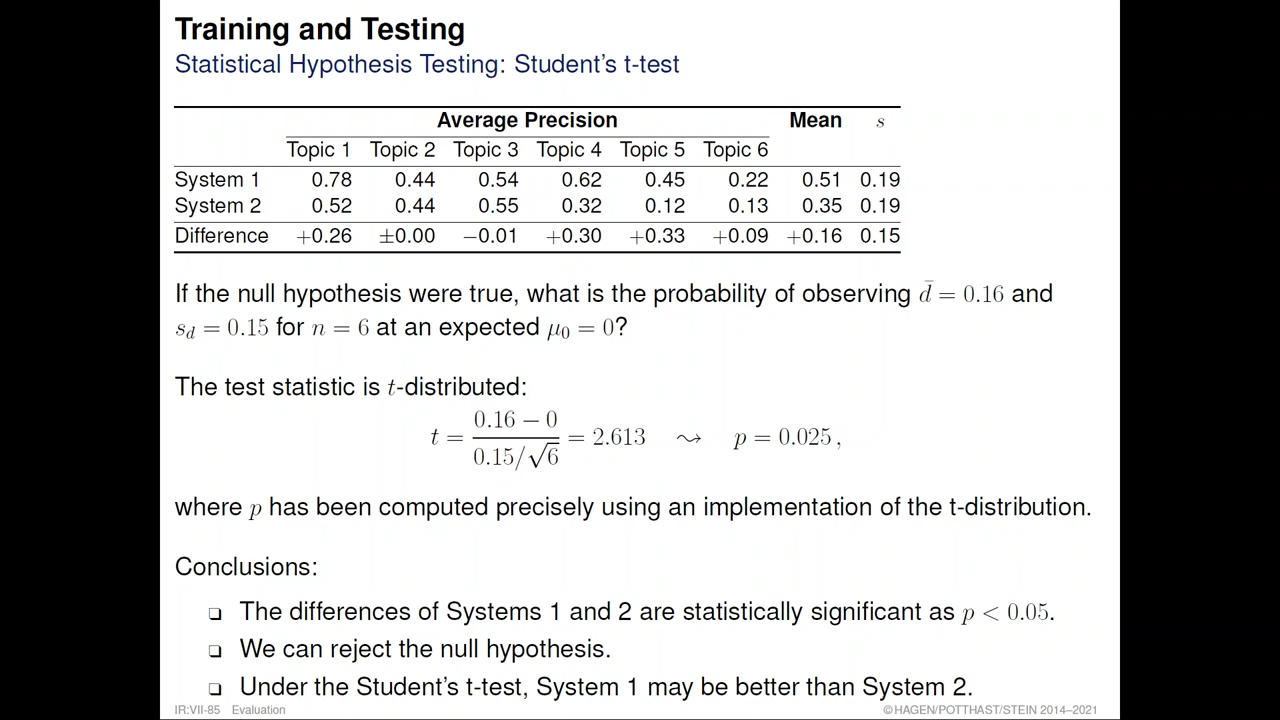 Training and Testing
Statistical Hypothesis Testing: Student's t-test
Average Precision Mean s
Topic 1 Topic 2 Topic 3 Topic 4 Topic 5 Topic 6
System 1 0.78 0.44 0.54 0.62 0.45 0.22 0.51 0.19
System 2 0.52 0.44 0.55 0.32 0.12 0.13 0.35 0.19
Difference +0.26 ±0.00 −0.01 +0.30 +0.33 +0.09 +0.16 0.15
If the null hypothesis were true, what is the probability of observing d̄ = 0.16 and
s_d = 0.15 for n = 6 at an expected μ₀ = 0?
The test statistic is t-distributed:
t = (0.16 − 0) / (0.15/√6) = 2.613 ⇝ p = 0.025,
where p has been computed precisely using an implementation of the t-distribution.
Conclusions:
❏ The differences of Systems 1 and 2 are statistically significant as p < 0.05.
❏ We can reject the null hypothesis.
❏ Under the Student's t-test, System 1 may be better than System 2.
IR:VII-85 Evaluation ©HAGEN/POTTHAST/STEIN 2014–2021